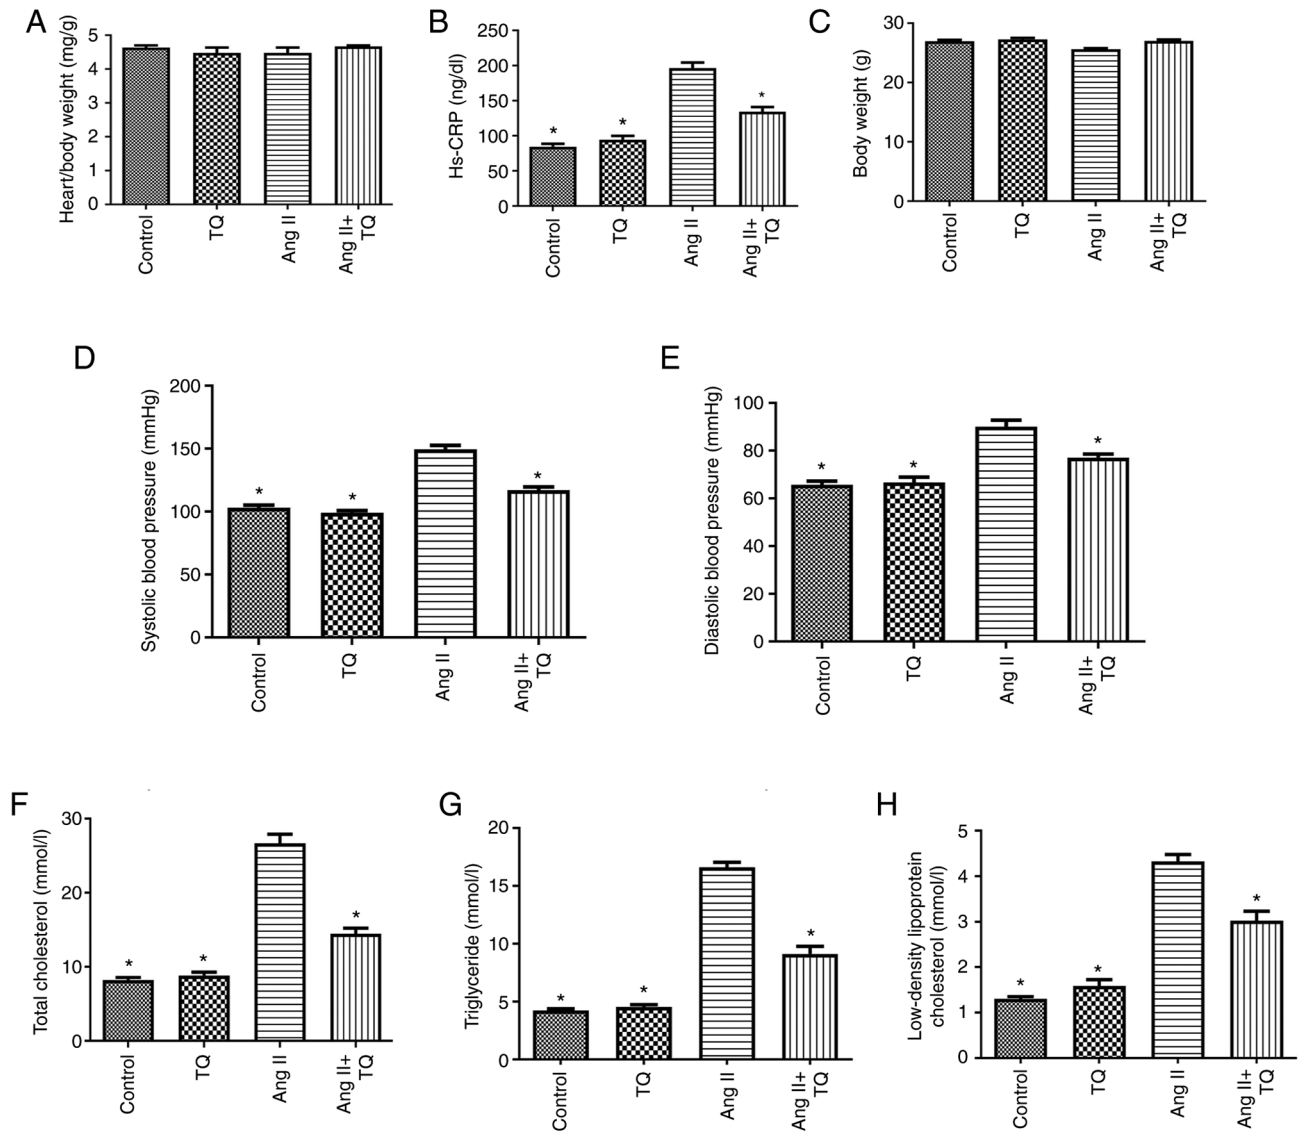 A
Heart/body weight (mg/g)
5
4
3
2
1
0
Control
TQ
Ang II
Ang II+
TQ
B
Hs-CRP (ng/dl)
250
200
150
100
50
0
*
*
*
Control
TQ
Ang II
Ang II+
TQ
C
Body weight (g)
30
20
10
0
Control
TQ
Ang II
Ang II+
TQ
D
Systolic blood pressure (mmHg)
200
150
100
50
0
*
*
*
Control
TQ
Ang II
Ang II+
TQ
E
Diastolic blood pressure (mmHg)
100
80
60
40
20
0
*
*
*
Control
TQ
Ang II
Ang II+
TQ
F
Total cholesterol (mmol/l)
30
20
10
0
*
*
*
Control
TQ
Ang II
Ang II+
TQ
G
Triglyceride (mmol/l)
20
15
10
5
0
*
*
*
Control
TQ
Ang II
Ang II+
TQ
H
Low-density lipoprotein
cholesterol (mmol/l)
5
4
3
2
1
0
*
*
*
Control
TQ
Ang II
Ang II+
TQ